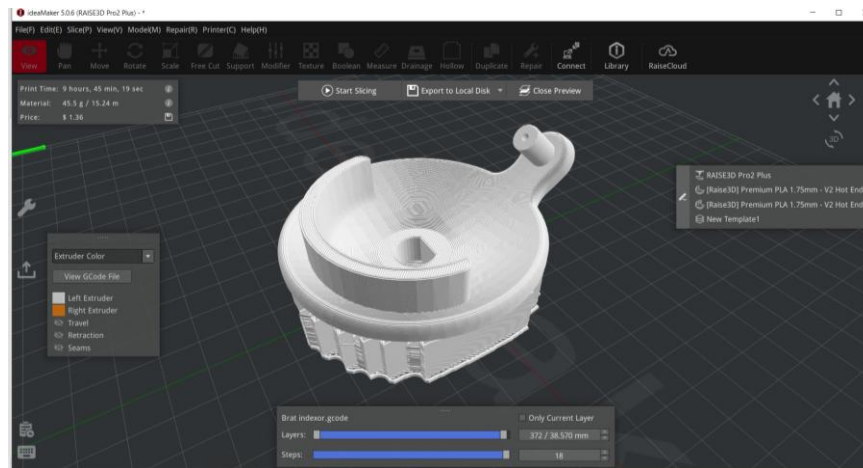 ideaMaker 5.0.6 (RAISE3D Pro2 Plus) - *
File(F) Edit(E) Slice(P) View(V) Model(M) Repair(R) Printer(C) Help(H)
View Pan Move Rotate Scale Free Cut Support Modifier Texture Boolean Measure Drainage Hollow Duplicate Repair Connect Library RaiseCloud
Print Time: 9 hours, 45 min, 19 sec
Material: 45.5 g / 15.24 m
Price: $ 1.36
Start Slicing Export to Local Disk Close Preview
3D
RAISE3D Pro2 Plus
[Raise3D] Premium PLA 1.75mm - V2 Hot End
[Raise3D] Premium PLA 1.75mm - V2 Hot End
New Template1
Extruder Color
View GCode File
Left Extruder
Right Extruder
Travel
Retraction
Seams
Brat indexor.gcode Only Current Layer
Layers: 372 / 38.570 mm
Steps: 18